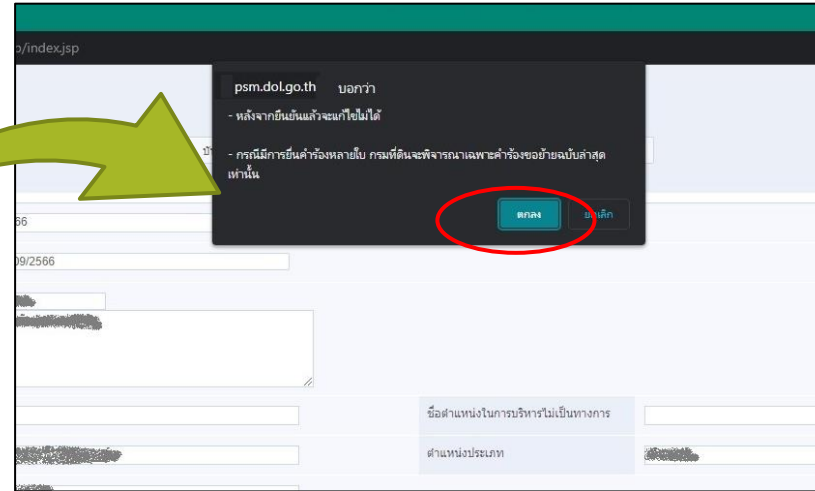 o/index.jsp
psm.dol.go.th บอกว่า
- หลังจากยืนยันแล้วจะแก้ไขไม่ได้
- กรณีมีการยื่นคำร้องหลายใบ กรมที่ดินจะพิจารณาเฉพาะคำร้องขอย้ายฉบับล่าสุด
เท่านั้น
ตกลง ยกเลิก
66
09/2566
ชื่อตำแหน่งในการบริหารไม่เป็นทางการ
ตำแหน่งประเภท